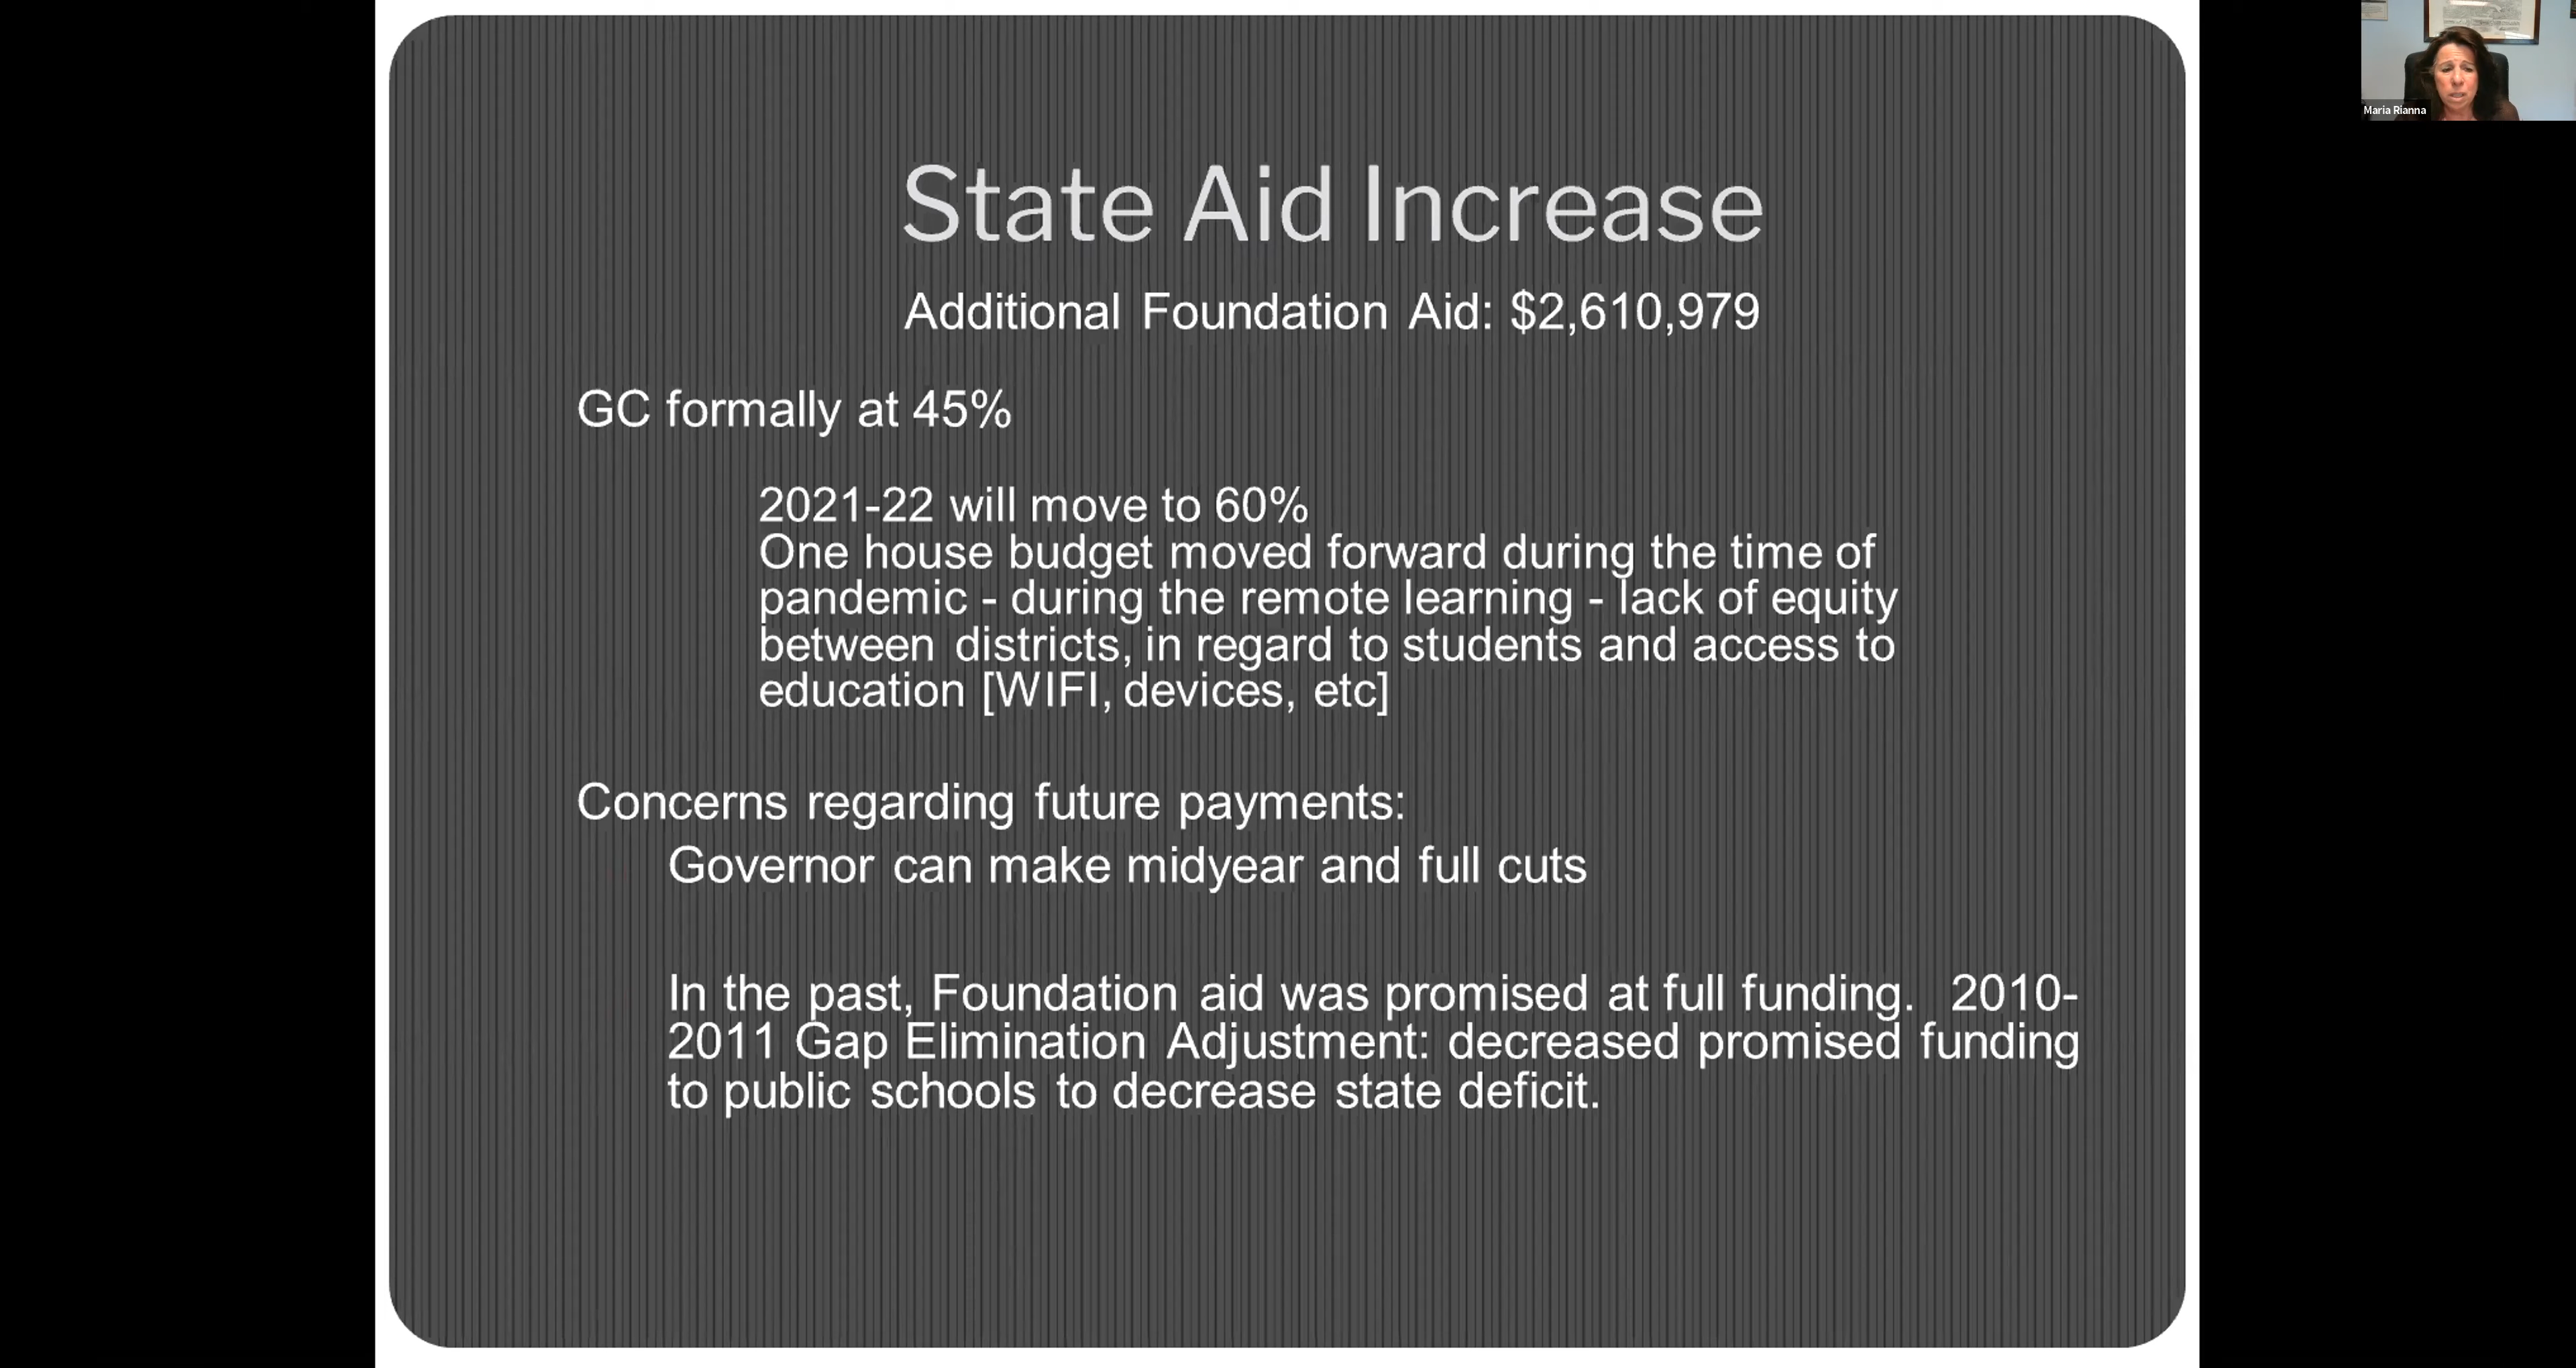 State Aid Increase
Additional Foundation Aid: $2,610,979
GC formally at 45%
2021-22 will move to 60%
One house budget moved forward during the time of
pandemic - during the remote learning - lack of equity
between districts, in regard to students and access to
education [WIFI, devices, etc]
Concerns regarding future payments:
Governor can make midyear and full cuts
In the past, Foundation aid was promised at full funding. 2010-
2011 Gap Elimination Adjustment: decreased promised funding
to public schools to decrease state deficit.
Maria Rianna